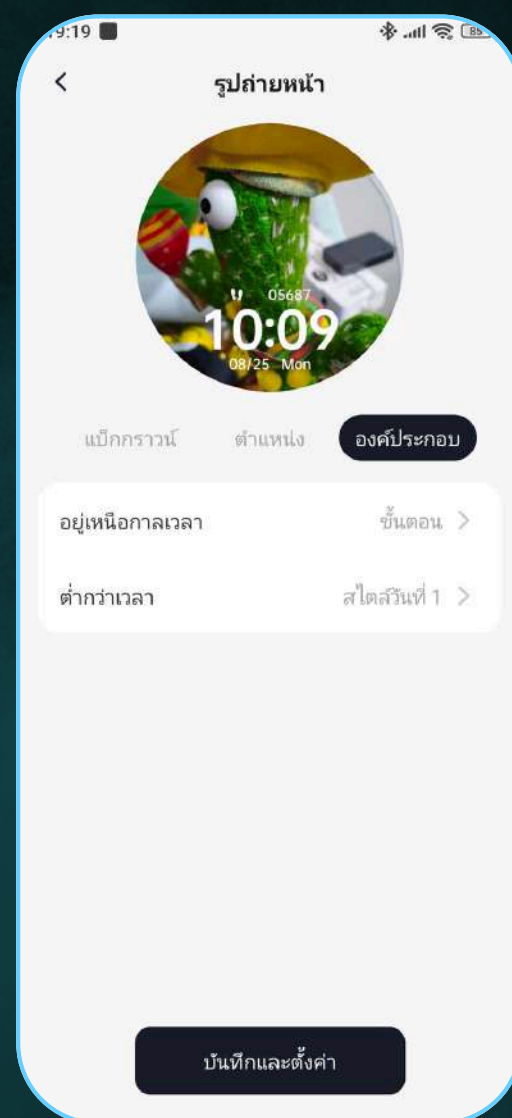 19:19 85
รูปถ่ายหน้า
05687
10:09
08/25 Mon
แบ็กกราวน์ ตำแหน่ง องค์ประกอบ
อยู่เหนือกาลเวลา ขั้นตอน
ต่ำกว่าเวลา สไตล์วันที่ 1
บันทึกและตั้งค่า